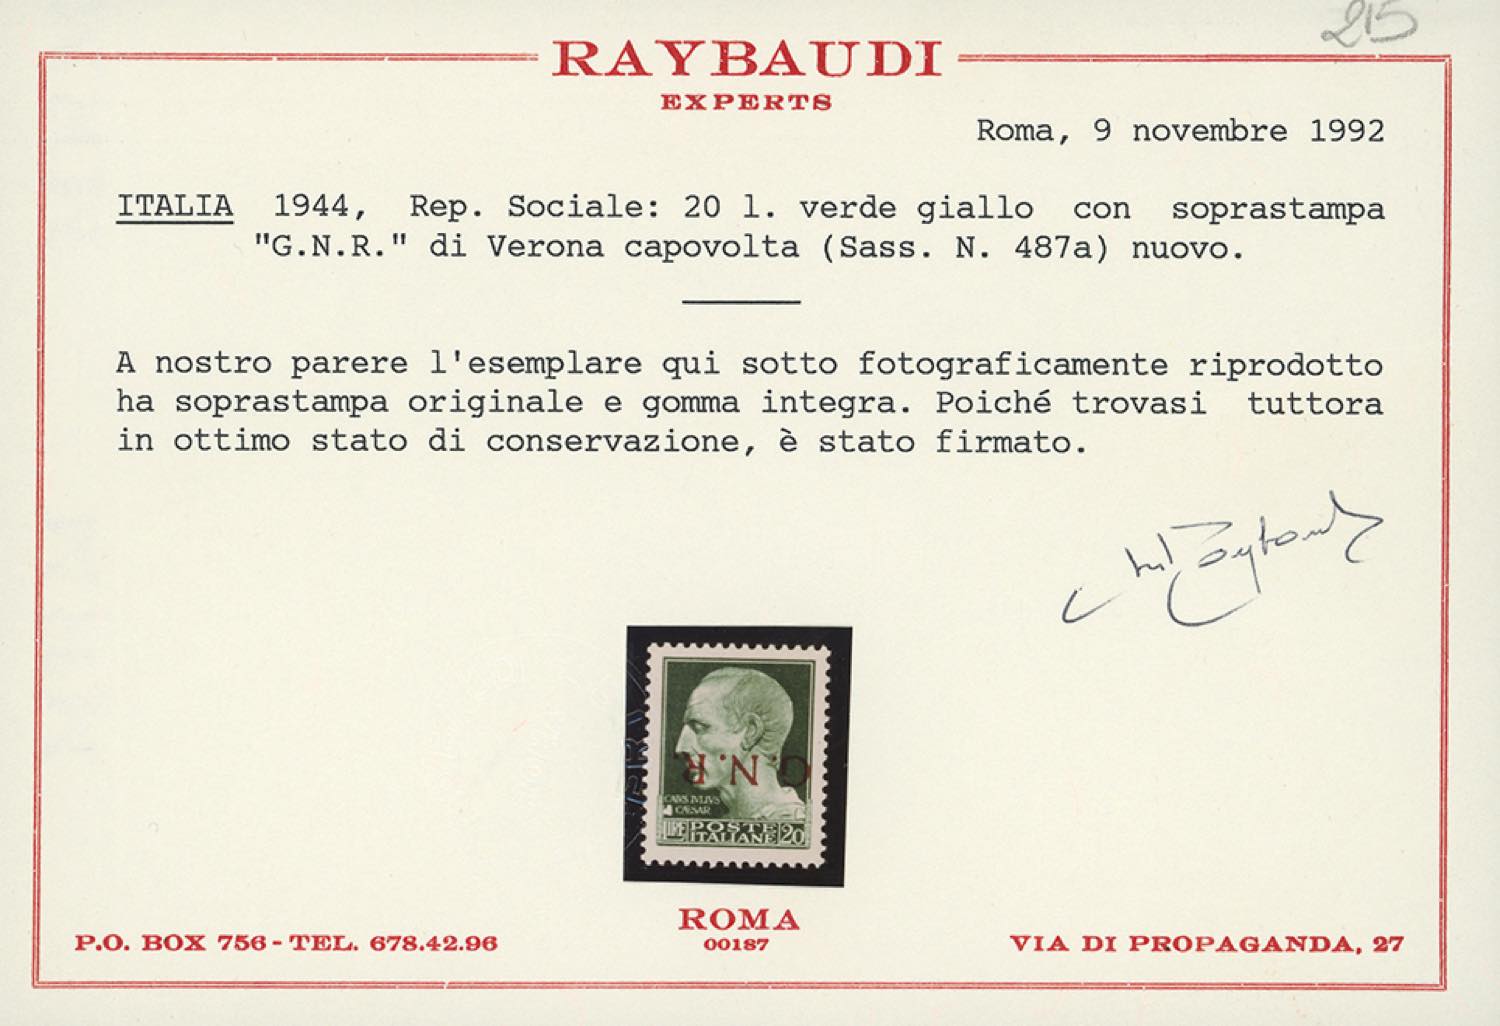 215
RAYBAUDI
EXPERTS
Roma, 9 novembre 1992
ITALIA 1944, Rep. Sociale: 20 l. verde giallo con soprastampa
"G.N.R." di Verona capovolta (Sass. N. 487a) nuovo.
A nostro parere l'esemplare qui sotto fotograficamente riprodotto
ha soprastampa originale e gomma integra. Poiché trovasi tuttora
in ottimo stato di conservazione, è stato firmato.
Raybaudi
G.N.R.
CAIVS IVLIVS
CAESAR
LIRE POSTE ITALIANE 20
ROMA
00187
P.O. BOX 756 - TEL. 678.42.96
VIA DI PROPAGANDA, 27